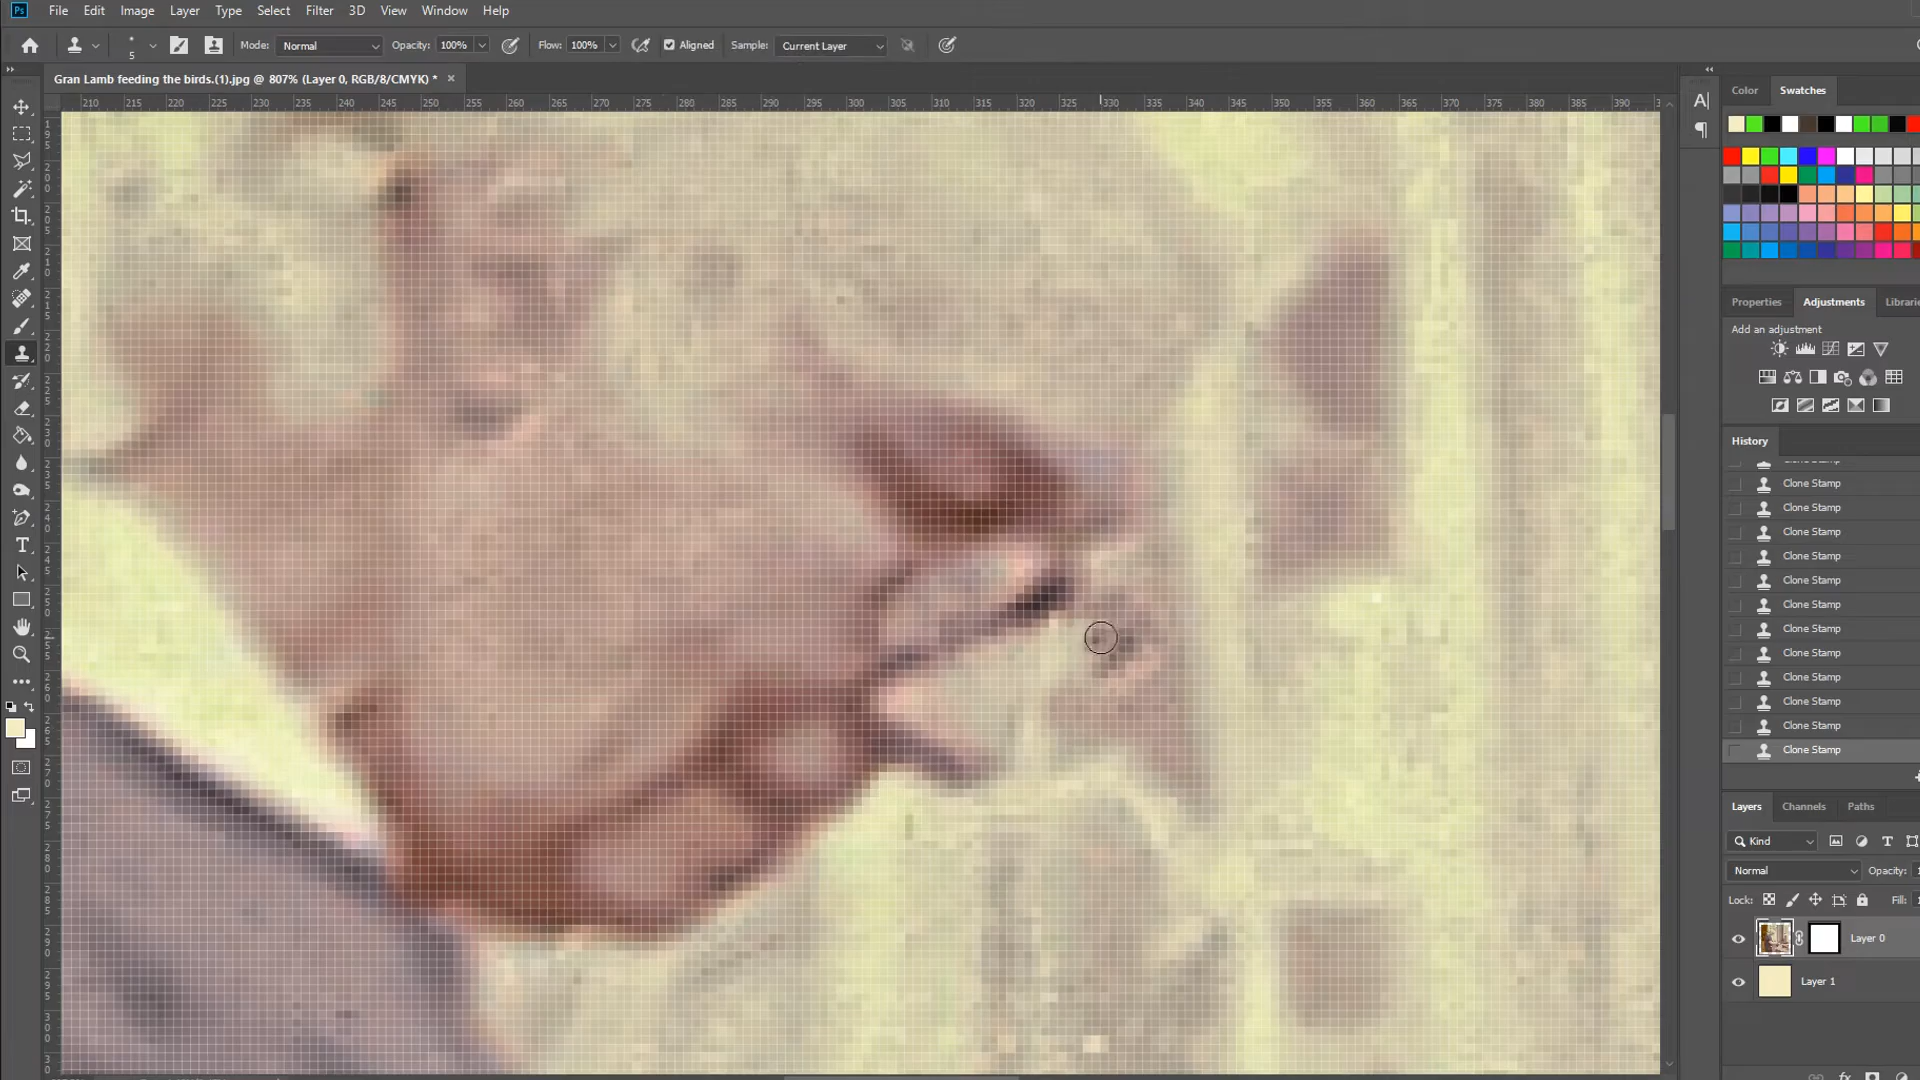 Ps File Edit Image Layer Type Select Filter 3D View Window Help
5 Mode: Normal Opacity: 100% Flow: 100% Aligned Sample: Current Layer
Gran Lamb feeding the birds.(1).jpg @ 807% (Layer 0, RGB/8/CMYK) *
210 215 220 225 230 235 240 245 250 255 260 265 270 275 280 285 290 295 300 305 310 315 320 325 330 335 340 345 350 355 360 365 370 375 380 385 390
Color Swatches
Properties Adjustments Librarie
Add an adjustment
History
Clone Stamp
Clone Stamp
Clone Stamp
Clone Stamp
Clone Stamp
Clone Stamp
Clone Stamp
Clone Stamp
Clone Stamp
Clone Stamp
Clone Stamp
Clone Stamp
Clone Stamp
Layers Channels Paths
Kind
Normal Opacity:
Lock: Fill:
Layer 0
Layer 1
fx